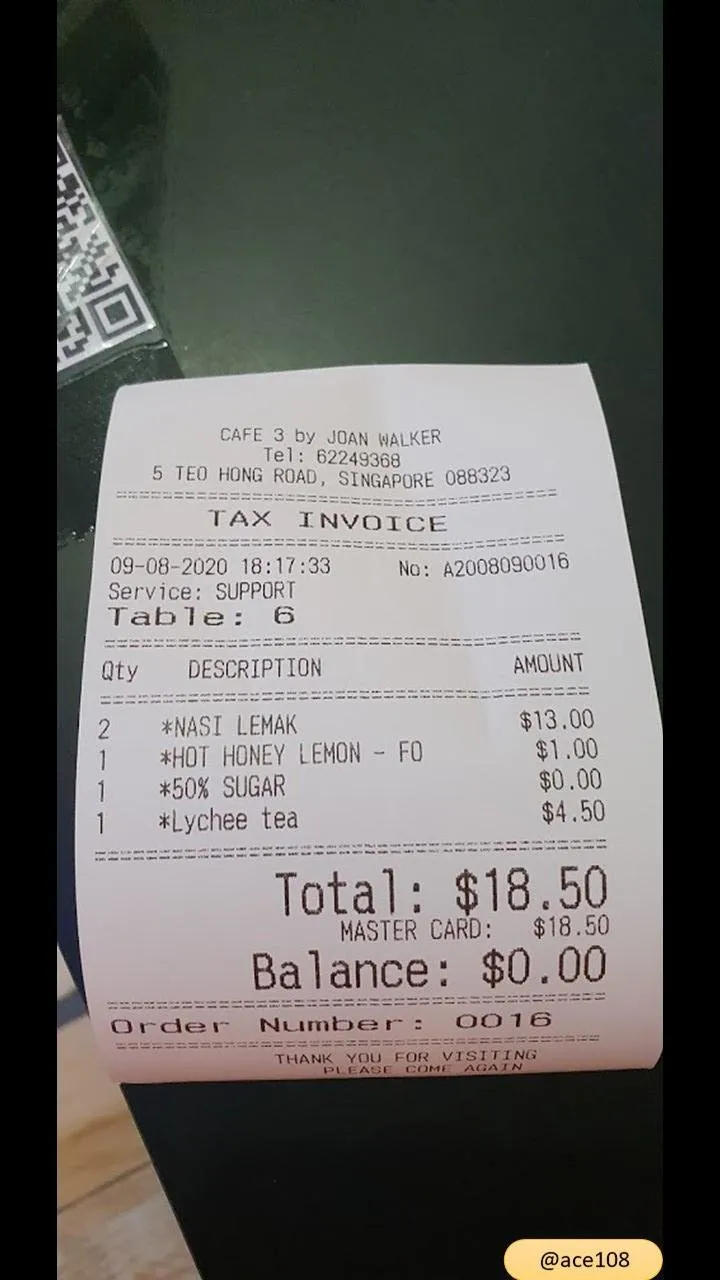 CAFE 3 by JOAN WALKER
Tel: 62249368
5 TEO HONG ROAD, SINGAPORE 088323
TAX INVOICE
09-08-2020 18:17:33 No: A2008090016
Service: SUPPORT
Table: 6
Qty DESCRIPTION AMOUNT
2 *NASI LEMAK $13.00
1 *HOT HONEY LEMON - FO $1.00
1 *50% SUGAR $0.00
1 *Lychee tea $4.50
Total: $18.50
MASTER CARD: $18.50
Balance: $0.00
Order Number: 0016
THANK YOU FOR VISITING
PLEASE COME AGAIN
@ace108